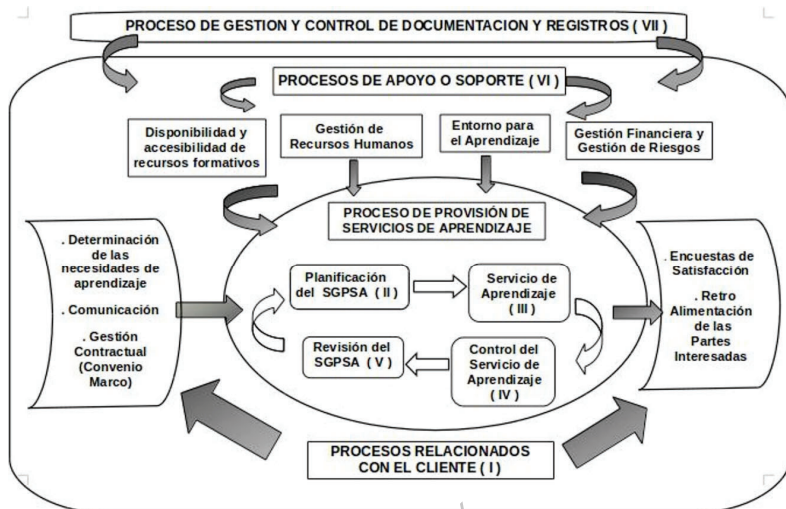 PROCESO DE GESTION Y CONTROL DE DOCUMENTACION Y REGISTROS ( VII )
PROCESOS DE APOYO O SOPORTE ( VI )
Disponibilidad y
accesibilidad de
recursos formativos
Gestión de
Recursos Humanos
Entorno para
el Aprendizaje
Gestión Financiera y
Gestión de Riesgos
PROCESO DE PROVISIÓN DE
SERVICIOS DE APRENDIZAJE
. Determinación
de las
necesidades de
aprendizaje
. Comunicación
. Gestión
Contractual
(Convenio
Marco)
Planificación
del SGPSA ( II )
Servicio de
Aprendizaje
( III )
Revisión del
SGPSA ( V )
Control del
Servicio de
Aprendizaje
( IV )
. Encuestas de
Satisfacción
. Retro
Alimentación
de las
Partes
Interesadas
PROCESOS RELACIONADOS
CON EL CLIENTE ( I )